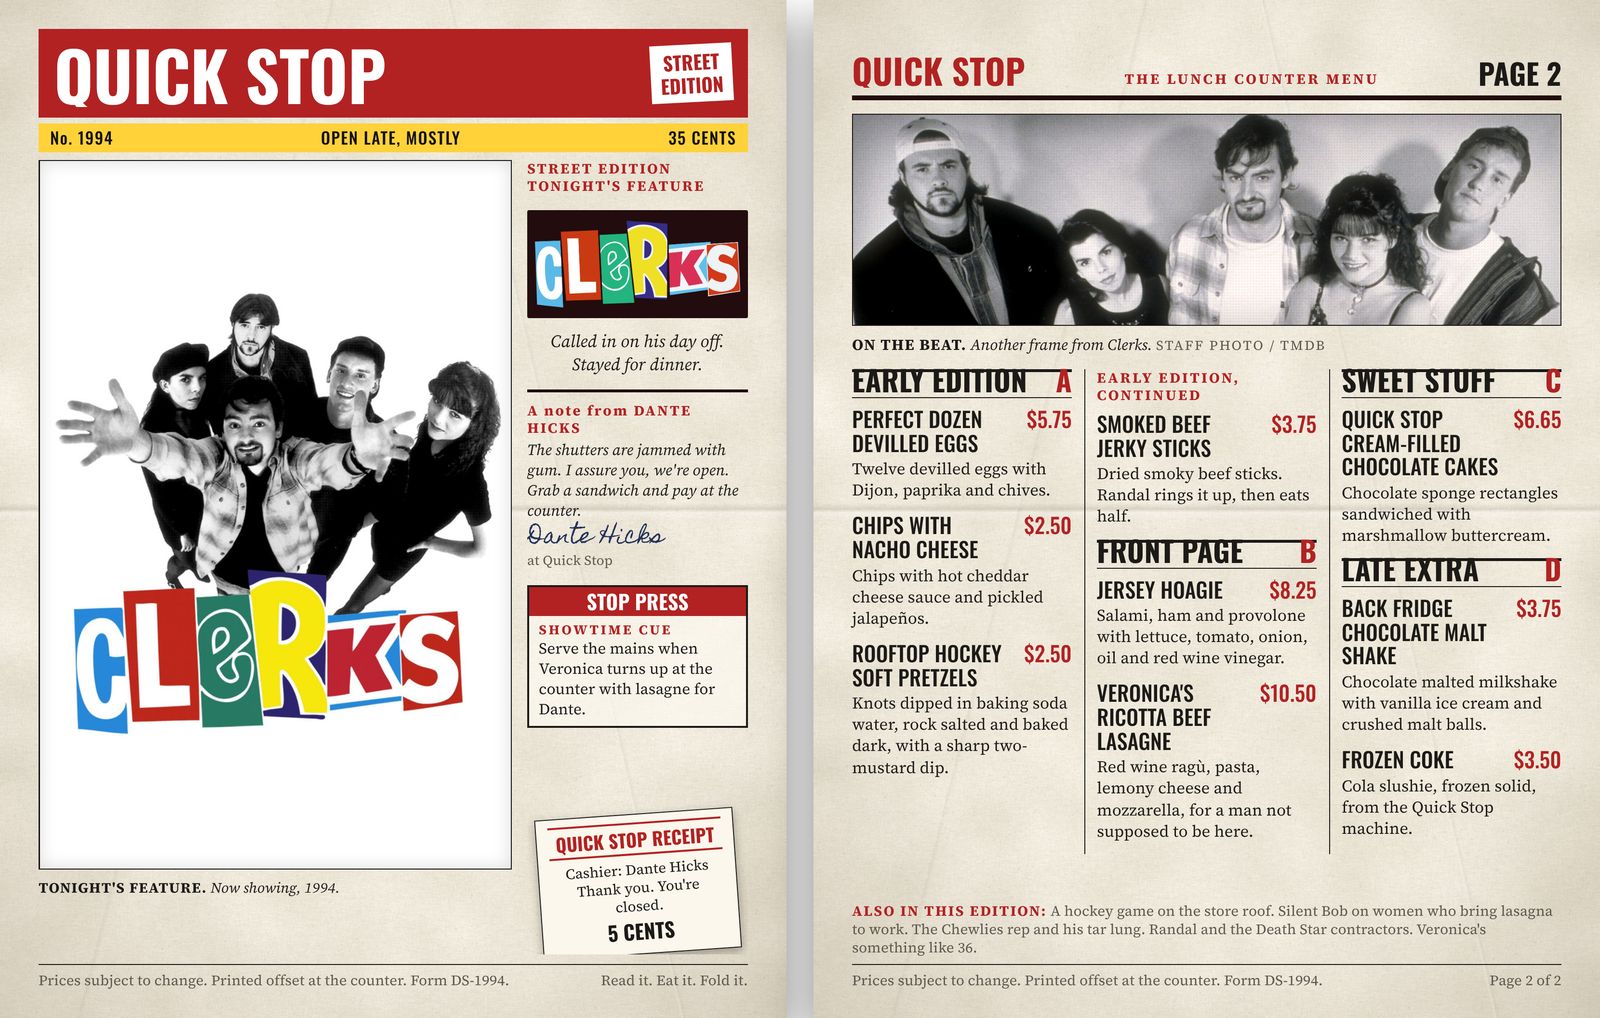 QUICK STOP
STREET
EDITION
No. 1994
OPEN LATE, MOSTLY
35 CENTS
CLeRKS
TONIGHT'S FEATURE. Now showing, 1994.
STREET EDITION
TONIGHT'S FEATURE
CLeRKS
Called in on his day off.
Stayed for dinner.
A note from DANTE
HICKS
The shutters are jammed with
gum. I assure you, we're open.
Grab a sandwich and pay at the
counter.
Dante Hicks
at Quick Stop
STOP PRESS
SHOWTIME CUE
Serve the mains when
Veronica turns up at the
counter with lasagne for
Dante.
QUICK STOP RECEIPT
Cashier: Dante Hicks
Thank you. You're
closed.
5 CENTS
Prices subject to change. Printed offset at the counter. Form DS-1994.
Read it. Eat it. Fold it.
QUICK STOP
THE LUNCH COUNTER MENU
PAGE 2
ON THE BEAT. Another frame from Clerks. STAFF PHOTO / TMDB
EARLY EDITION A
PERFECT DOZEN $5.75
DEVILLED EGGS
Twelve devilled eggs with
Dijon, paprika and chives.
CHIPS WITH $2.50
NACHO CHEESE
Chips with hot cheddar
cheese sauce and pickled
jalapeños.
ROOFTOP HOCKEY $2.50
SOFT PRETZELS
Knots dipped in baking soda
water, rock salted and baked
dark, with a sharp two-
mustard dip.
EARLY EDITION,
CONTINUED
SMOKED BEEF $3.75
JERKY STICKS
Dried smoky beef sticks.
Randal rings it up, then eats
half.
FRONT PAGE B
JERSEY HOAGIE $8.25
Salami, ham and provolone
with lettuce, tomato, onion,
oil and red wine vinegar.
VERONICA'S $10.50
RICOTTA BEEF
LASAGNE
Red wine ragù, pasta,
lemony cheese and
mozzarella, for a man not
supposed to be here.
SWEET STUFF C
QUICK STOP $6.65
CREAM-FILLED
CHOCOLATE CAKES
Chocolate sponge rectangles
sandwiched with
marshmallow buttercream.
LATE EXTRA D
BACK FRIDGE $3.75
CHOCOLATE MALT
SHAKE
Chocolate malted milkshake
with vanilla ice cream and
crushed malt balls.
FROZEN COKE $3.50
Cola slushie, frozen solid,
from the Quick Stop
machine.
ALSO IN THIS EDITION: A hockey game on the store roof. Silent Bob on women who bring lasagna
to work. The Chewlies rep and his tar lung. Randal and the Death Star contractors. Veronica's
something like 36.
Prices subject to change. Printed offset at the counter. Form DS-1994.
Page 2 of 2